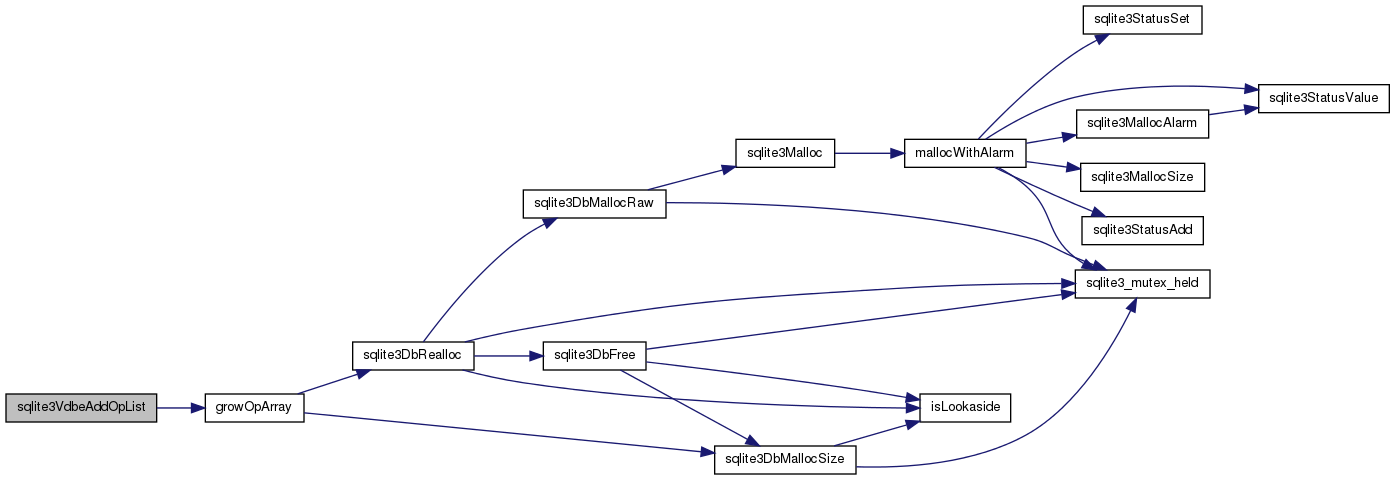 sqlite3StatusSet
sqlite3StatusValue
sqlite3MallocAlarm
sqlite3Malloc
mallocWithAlarm
sqlite3MallocSize
sqlite3DbMallocRaw
sqlite3StatusAdd
sqlite3_mutex_held
sqlite3DbRealloc
sqlite3DbFree
sqlite3VdbeAddOpList
growOpArray
isLookaside
sqlite3DbMallocSize